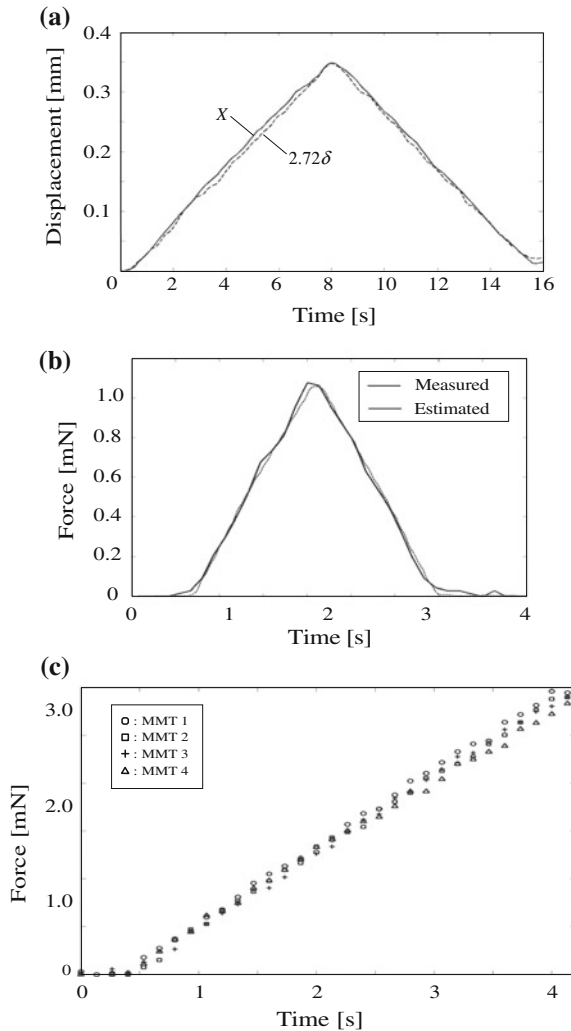 (a)
Displacement [mm]
0.4
0.3
0.2
0.1
0
2
4
6
8
10
12
14
16
X
2.72δ
Time [s]
(b)
Force [mN]
1.0
0.8
0.6
0.4
0.2
0
0
1
2
3
4
Measured
Estimated
Time [s]
(c)
Force [mN]
3.0
2.0
1.0
0
0
1
2
3
4
: MMT 1
: MMT 2
: MMT 3
: MMT 4
Time [s]